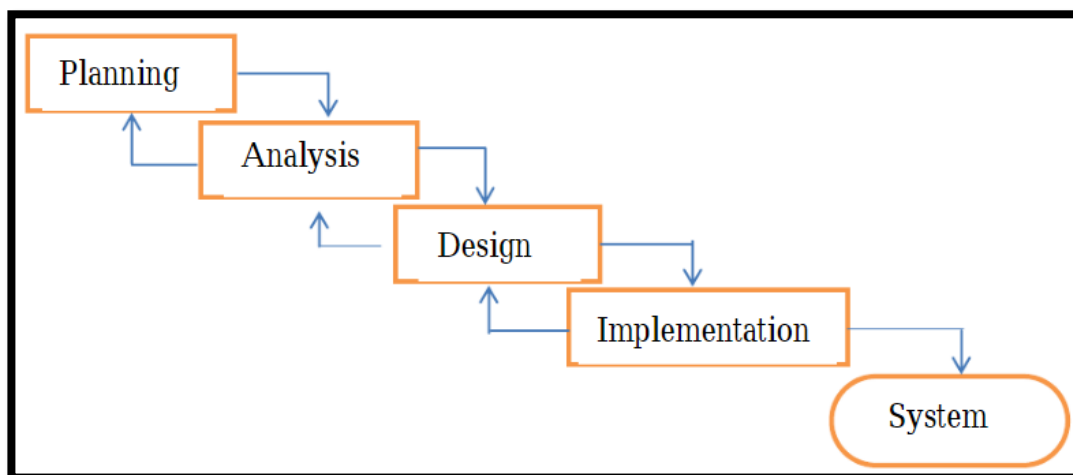 Planning
Analysis
Design
Implementation
System